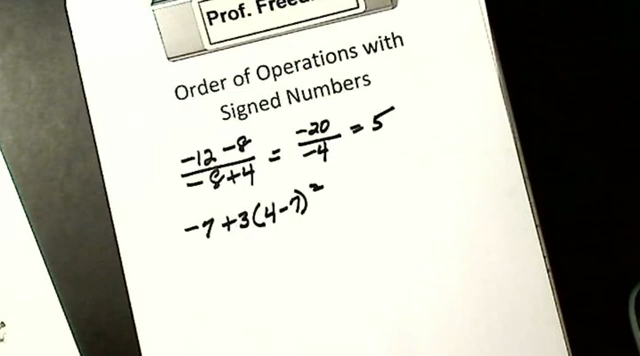 Prof.
Order of Operations with
Signed Numbers
-12 -8 / -8+4 = -20 / -4 = 5
-7 +3(4-7)²